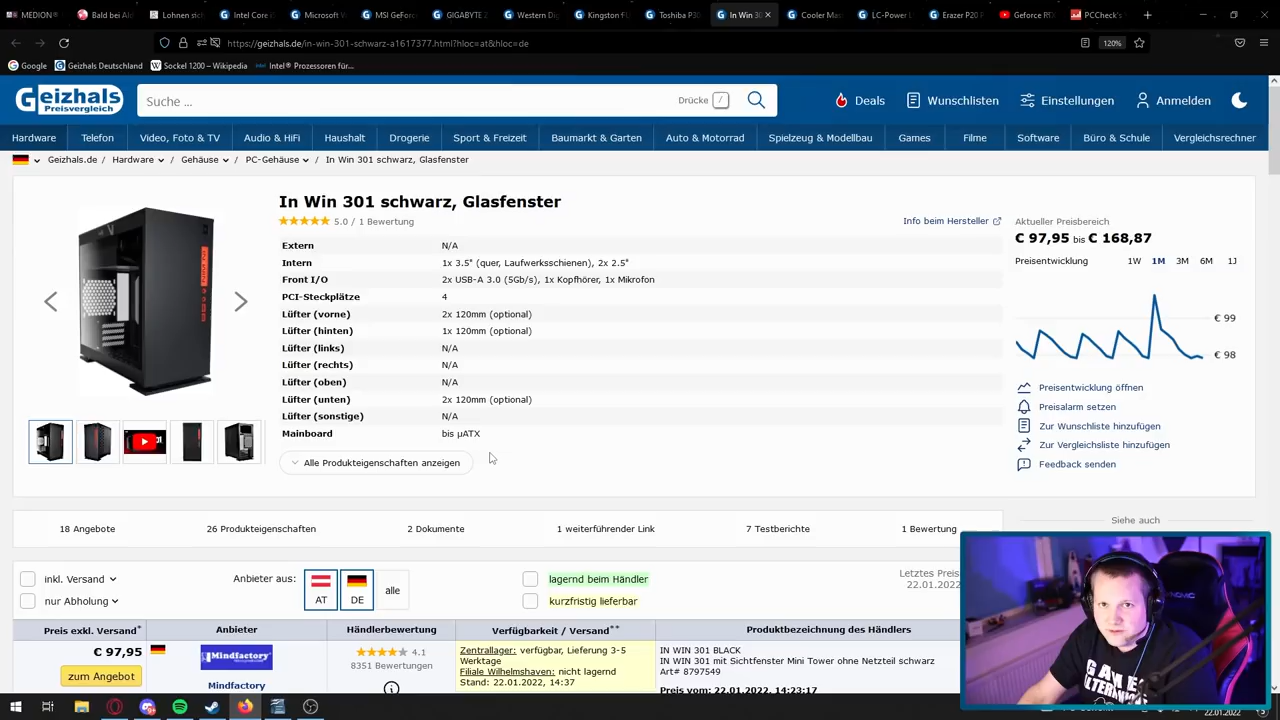 MEDION®
Bald bei Ald
Lohnen sich
Intel Core i
Microsoft V
MSI GeFor
GIGABYTE Z
Western Dig
Kingston FU
Toshiba P30
In Win 30
Cooler Mas
LC-Power L
Erazer P20 r
Geforce RTX
PCCheck's
https://geizhals.de/in-win-301-schwarz-a1617377.html?hloc=at&hloc=de
120%
Google
Geizhals Deutschland
Sockel 1200 – Wikipedia
Intel® Prozessoren für...
Geizhals
Preisvergleich
Suche ...
Drücke /
Deals
Wunschlisten
Einstellungen
Anmelden
Hardware
Telefon
Video, Foto & TV
Audio & HiFi
Haushalt
Drogerie
Sport & Freizeit
Baumarkt & Garten
Auto & Motorrad
Spielzeug & Modellbau
Games
Filme
Software
Büro & Schule
Vergleichsrechner
Geizhals.de / Hardware / Gehäuse / PC-Gehäuse / In Win 301 schwarz, Glasfenster
In Win 301 schwarz, Glasfenster
5.0 / 1 Bewertung
Info beim Hersteller
Extern N/A
Intern 1x 3.5" (quer, Laufwerksschienen), 2x 2.5"
Front I/O 2x USB-A 3.0 (5Gb/s), 1x Kopfhörer, 1x Mikrofon
PCI-Steckplätze 4
Lüfter (vorne) 2x 120mm (optional)
Lüfter (hinten) 1x 120mm (optional)
Lüfter (links) N/A
Lüfter (rechts) N/A
Lüfter (oben) N/A
Lüfter (unten) 2x 120mm (optional)
Lüfter (sonstige) N/A
Mainboard bis µATX
Alle Produkteigenschaften anzeigen
Aktueller Preisbereich
€ 97,95 bis € 168,87
Preisentwicklung 1W 1M 3M 6M 1J
€ 99
€ 98
Preisentwicklung öffnen
Preisalarm setzen
Zur Wunschliste hinzufügen
Zur Vergleichsliste hinzufügen
Feedback senden
18 Angebote
26 Produkteigenschaften
2 Dokumente
1 weiterführender Link
7 Testberichte
1 Bewertung
Siehe auch
inkl. Versand
nur Abholung
Anbieter aus:
AT
DE
alle
lagernd beim Händler
kurzfristig lieferbar
Letztes Preis
22.01.2022
Preis exkl. Versand*
Anbieter
Händlerbewertung
Verfügbarkeit / Versand**
Produktbezeichnung des Händlers
€ 97,95
zum Angebot
Mindfactory
Mindfactory
4.1
8351 Bewertungen
Zentrallager: verfügbar, Lieferung 3-5
Werktage
Filiale Wilhelmshaven: nicht lagernd
Stand: 22.01.2022, 14:37
IN WIN 301 BLACK
IN WIN 301 mit Sichtfenster Mini Tower ohne Netzteil schwarz
Art# 8797549
Preis vom: 22.01.2022, 14:23:17
22.01.2022